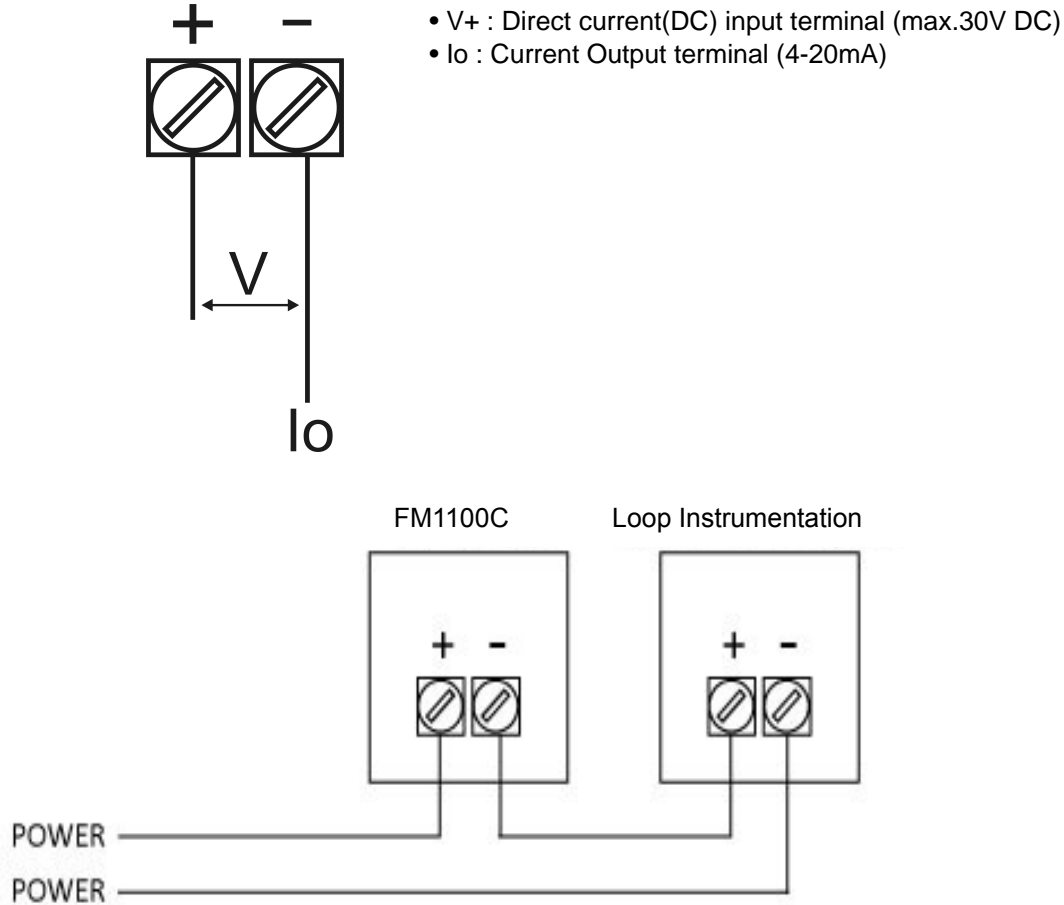 + −
• V+ : Direct current(DC) input terminal (max.30V DC)
• Io : Current Output terminal (4-20mA)
V
Io
FM1100C Loop Instrumentation
+ - + -
POWER
POWER